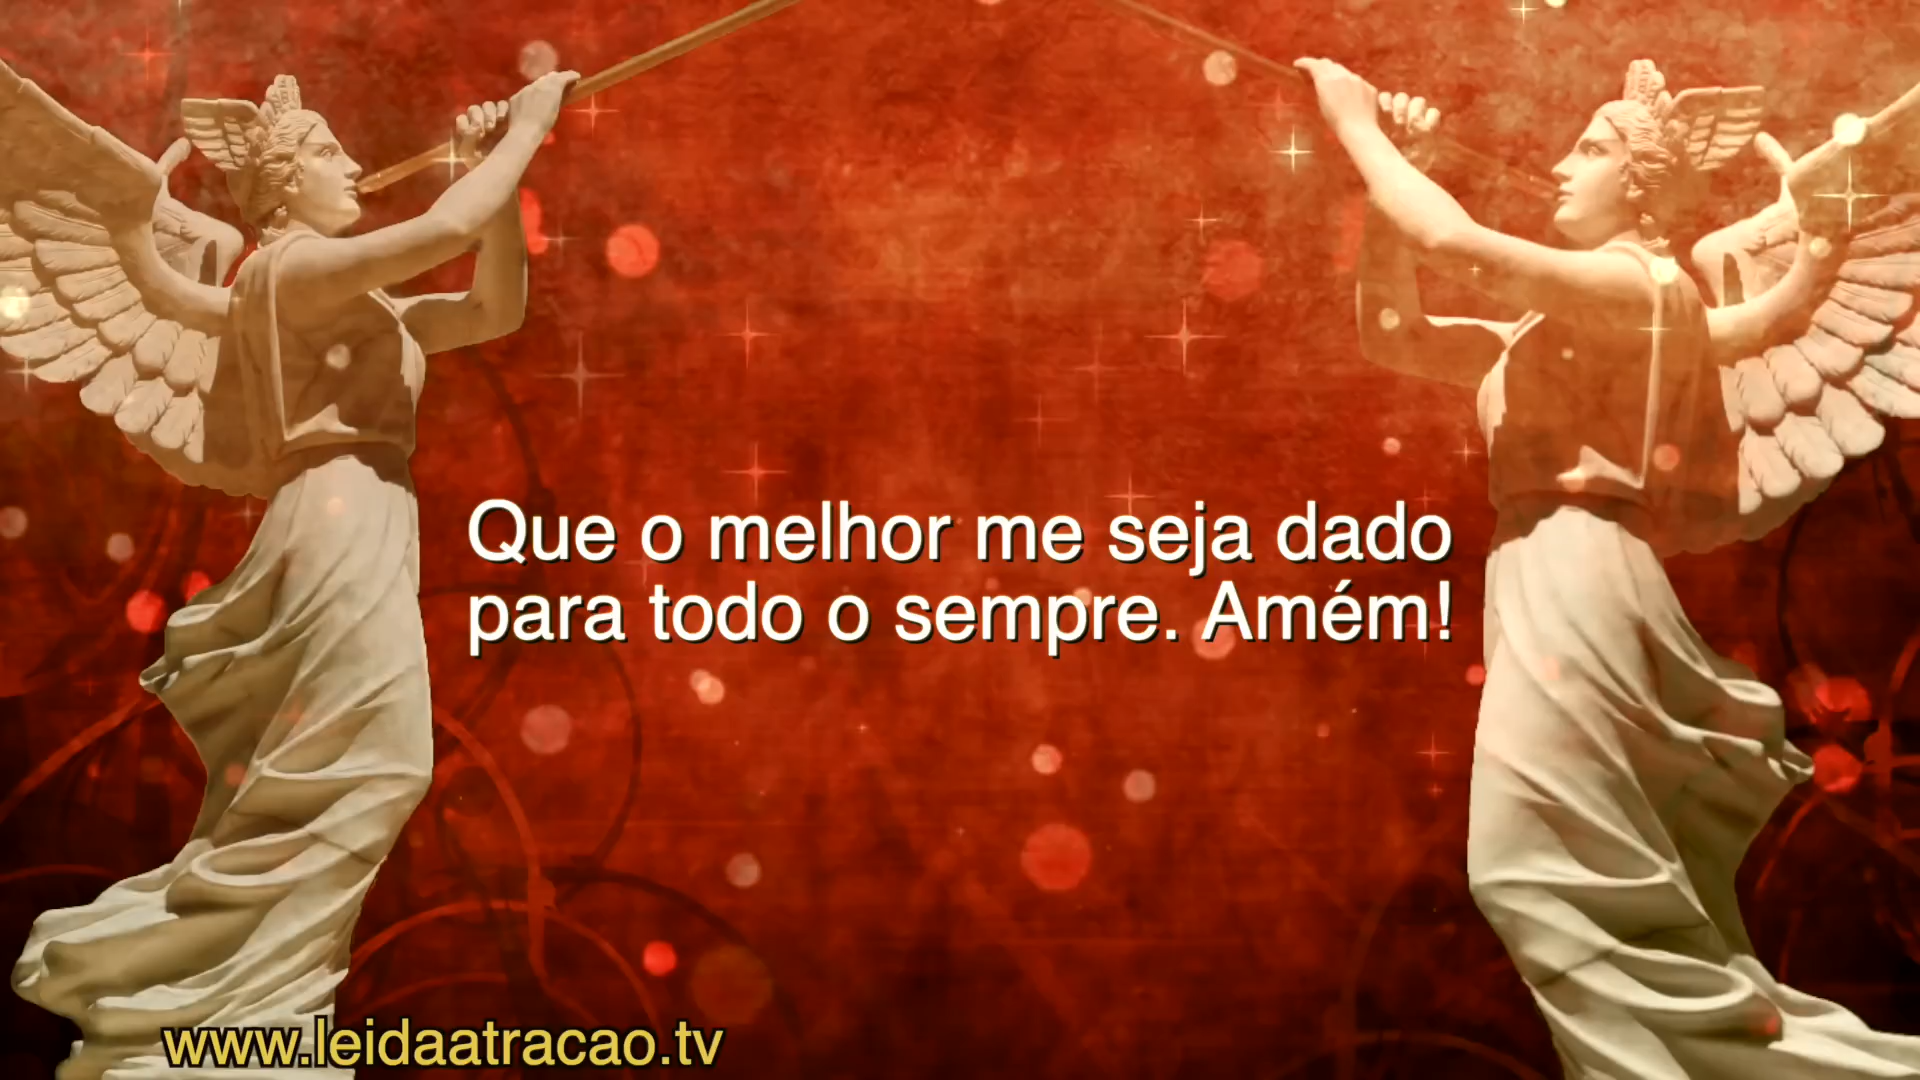 Que o melhor me seja dado
para todo o sempre. Amém!
www.leidaatracao.tv